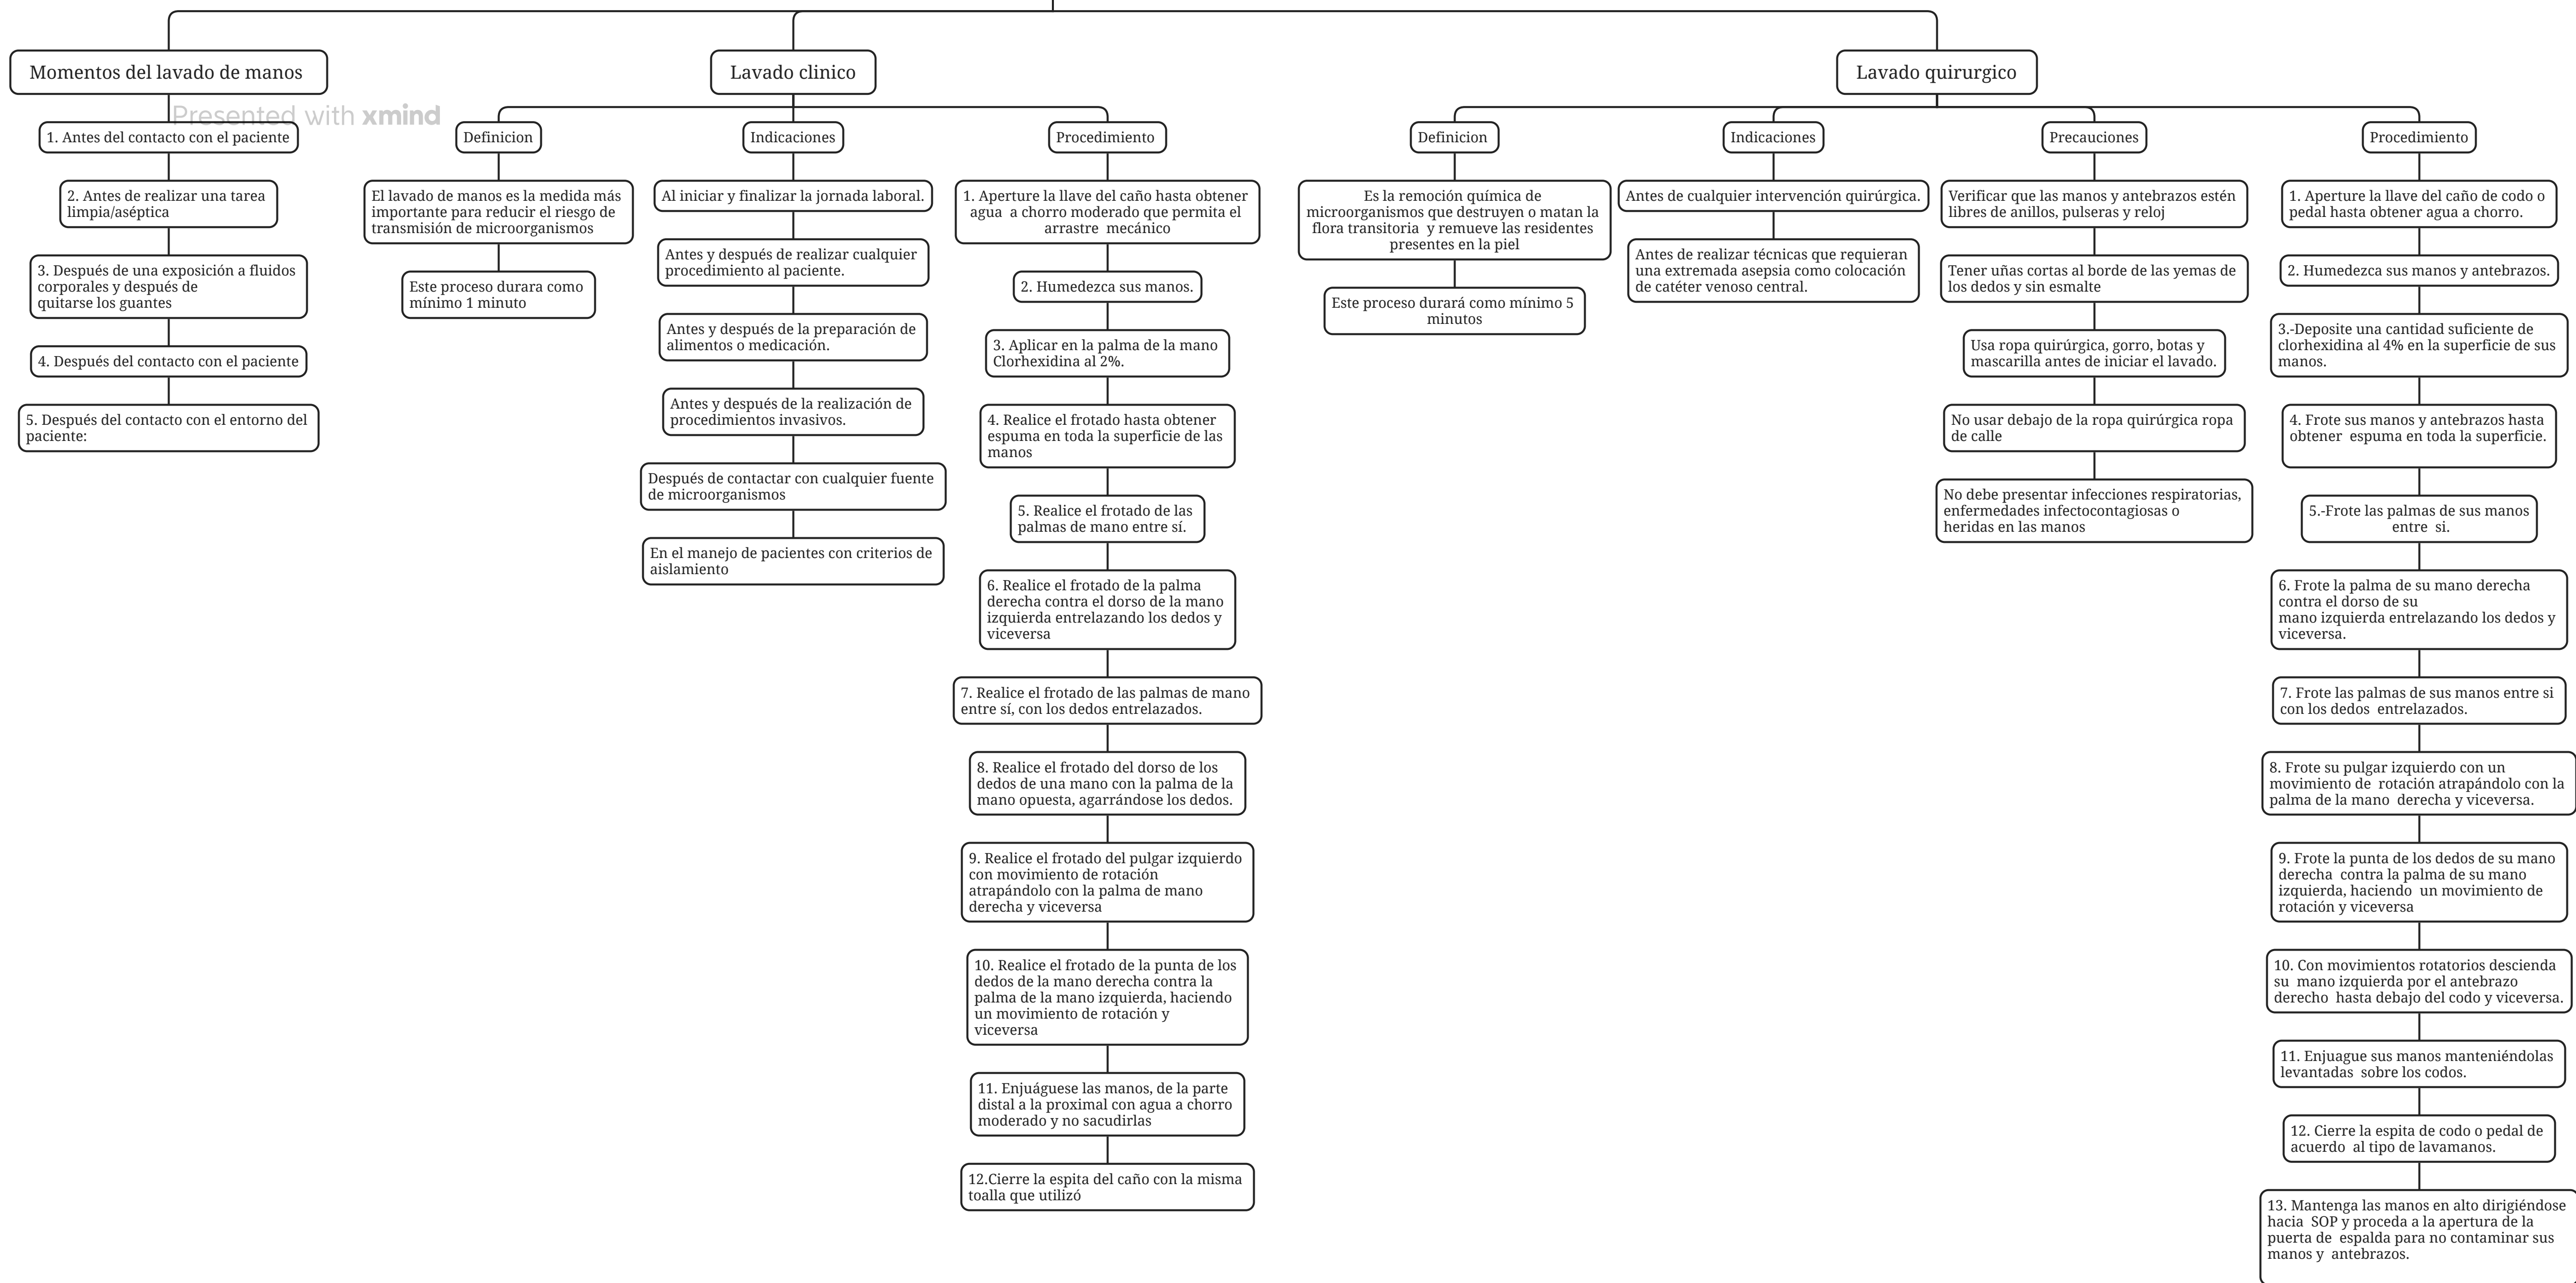 Momentos del lavado de manos
Presented with xmind
1. Antes del contacto con el paciente
2. Antes de realizar una tarea
limpia/aséptica
3. Después de una exposición a fluidos
corporales y después de
quitarse los guantes
4. Después del contacto con el paciente
5. Después del contacto con el entorno del
paciente:
Lavado clinico
Definicion
El lavado de manos es la medida más
importante para reducir el riesgo de
transmisión de microorganismos
Este proceso durara como
mínimo 1 minuto
Indicaciones
Al iniciar y finalizar la jornada laboral.
Antes y después de realizar cualquier
procedimiento al paciente.
Antes y después de la preparación de
alimentos o medicación.
Antes y después de la realización de
procedimientos invasivos.
Después de contactar con cualquier fuente
de microorganismos
En el manejo de pacientes con criterios de
aislamiento
Procedimiento
1. Aperture la llave del caño hasta obtener
agua a chorro moderado que permita el
arrastre mecánico
2. Humedezca sus manos.
3. Aplicar en la palma de la mano
Clorhexidina al 2%.
4. Realice el frotado hasta obtener
espuma en toda la superficie de las
manos
5. Realice el frotado de las
palmas de mano entre sí.
6. Realice el frotado de la palma
derecha contra el dorso de la mano
izquierda entrelazando los dedos y
viceversa
7. Realice el frotado de las palmas de mano
entre sí, con los dedos entrelazados.
8. Realice el frotado del dorso de los
dedos de una mano con la palma de la
mano opuesta, agarrándose los dedos.
9. Realice el frotado del pulgar izquierdo
con movimiento de rotación
atrapándolo con la palma de mano
derecha y viceversa
10. Realice el frotado de la punta de los
dedos de la mano derecha contra la
palma de la mano izquierda, haciendo
un movimiento de rotación y
viceversa
11. Enjuáguese las manos, de la parte
distal a la proximal con agua a chorro
moderado y no sacudirlas
12.Cierre la espita del caño con la misma
toalla que utilizó
Lavado quirurgico
Definicion
Es la remoción química de
microorganismos que destruyen o matan la
flora transitoria y remueve las residentes
presentes en la piel
Este proceso durará como mínimo 5
minutos
Indicaciones
Antes de cualquier intervención quirúrgica.
Antes de realizar técnicas que requieran
una extremada asepsia como colocación
de catéter venoso central.
Precauciones
Verificar que las manos y antebrazos estén
libres de anillos, pulseras y reloj
Tener uñas cortas al borde de las yemas de
los dedos y sin esmalte
Usa ropa quirúrgica, gorro, botas y
mascarilla antes de iniciar el lavado.
No usar debajo de la ropa quirúrgica ropa
de calle
No debe presentar infecciones respiratorias,
enfermedades infectocontagiosas o
heridas en las manos
Procedimiento
1. Aperture la llave del caño de codo o
pedal hasta obtener agua a chorro.
2. Humedezca sus manos y antebrazos.
3.-Deposite una cantidad suficiente de
clorhexidina al 4% en la superficie de sus
manos.
4. Frote sus manos y antebrazos hasta
obtener espuma en toda la superficie.
5.-Frote las palmas de sus manos
entre si.
6. Frote la palma de su mano derecha
contra el dorso de su
mano izquierda entrelazando los dedos y
viceversa.
7. Frote las palmas de sus manos entre si
con los dedos entrelazados.
8. Frote su pulgar izquierdo con un
movimiento de rotación atrapándolo con la
palma de la mano derecha y viceversa.
9. Frote la punta de los dedos de su mano
derecha contra la palma de su mano
izquierda, haciendo un movimiento de
rotación y viceversa
10. Con movimientos rotatorios descienda
su mano izquierda por el antebrazo
derecho hasta debajo del codo y viceversa.
11. Enjuague sus manos manteniéndolas
levantadas sobre los codos.
12. Cierre la espita de codo o pedal de
acuerdo al tipo de lavamanos.
13. Mantenga las manos en alto dirigiéndose
hacia SOP y proceda a la apertura de la
puerta de espalda para no contaminar sus
manos y antebrazos.